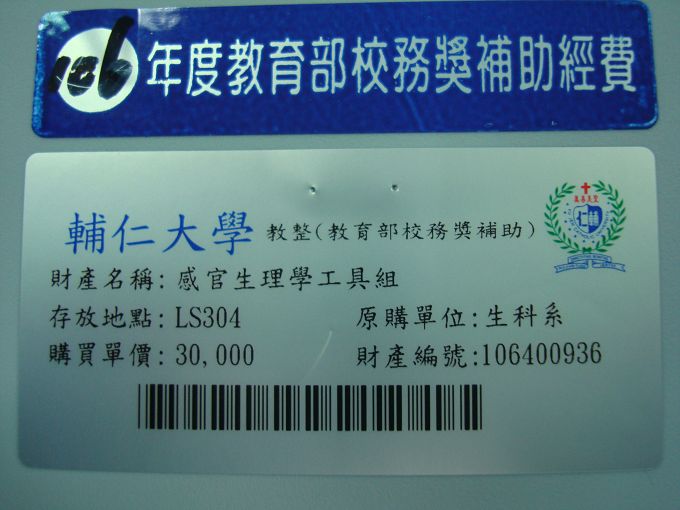 106年度教育部校務獎補助經費
輔仁大學 教整(教育部校務獎補助)
財產名稱: 感官生理學工具組
存放地點: LS304 原購單位: 生科系
購買單價: 30,000 財產編號:106400936